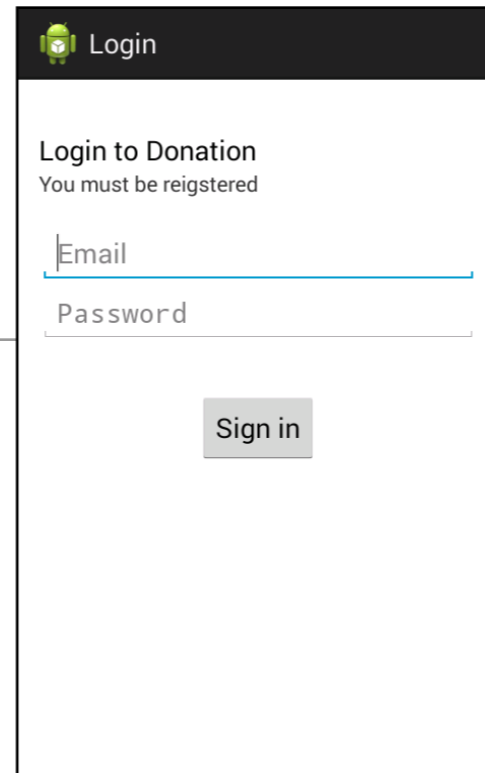 Login
Login to Donation
You must be reigstered
Email
Password
Sign in